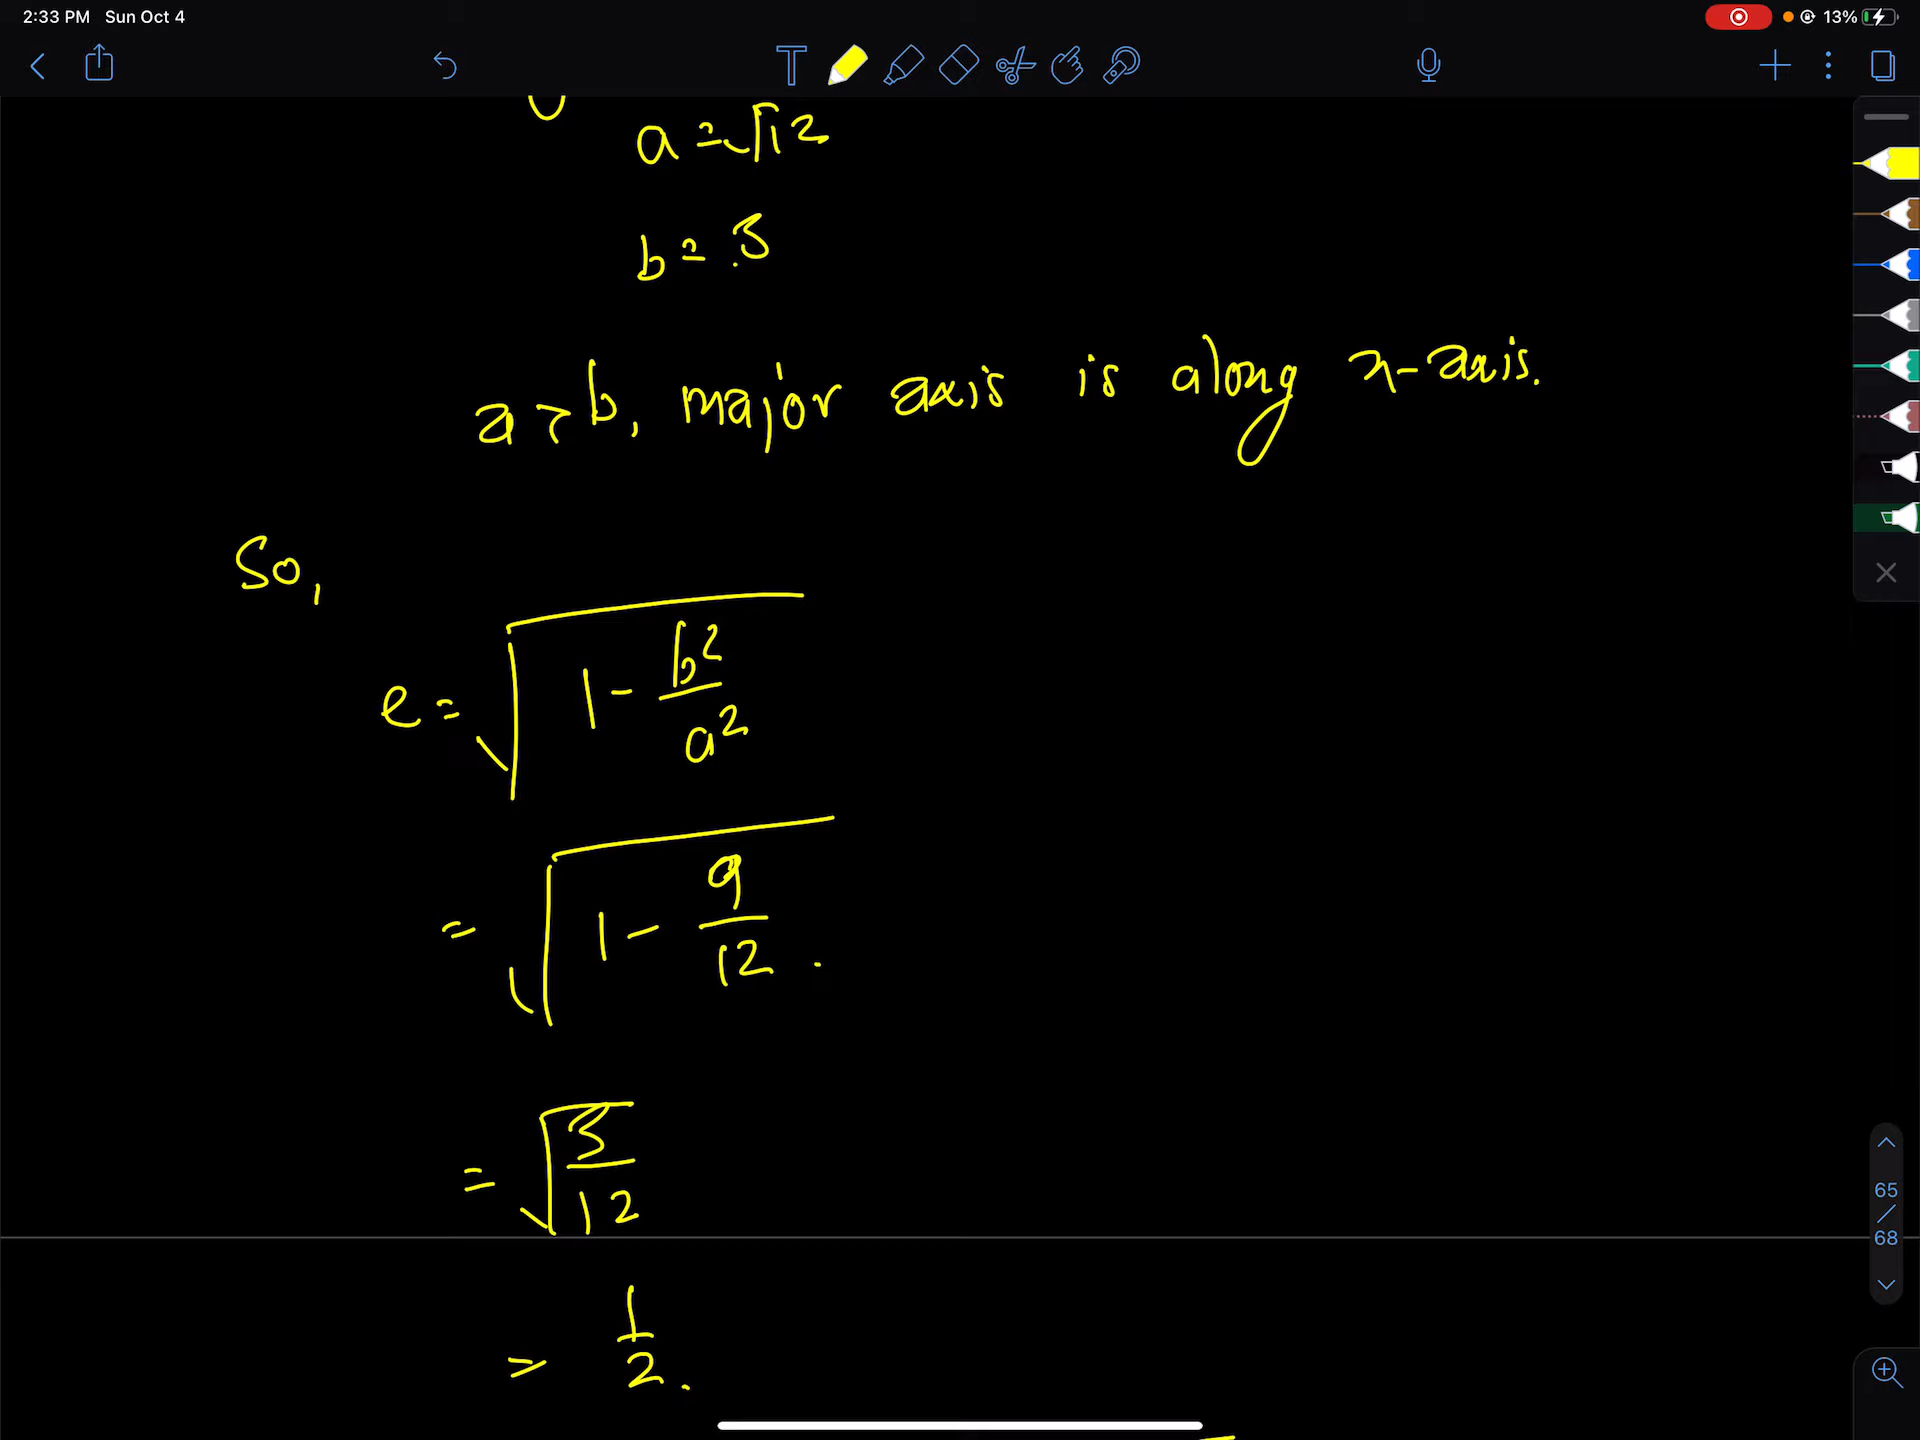 2:33 PM Sun Oct 4
13%
a = √12
b = 3
a > b, major axis is along x-axis.
So,
e = √(1 - b²/a²)
= √(1 - 9/12).
= √(3/12)
= 1/2.
65
/
68